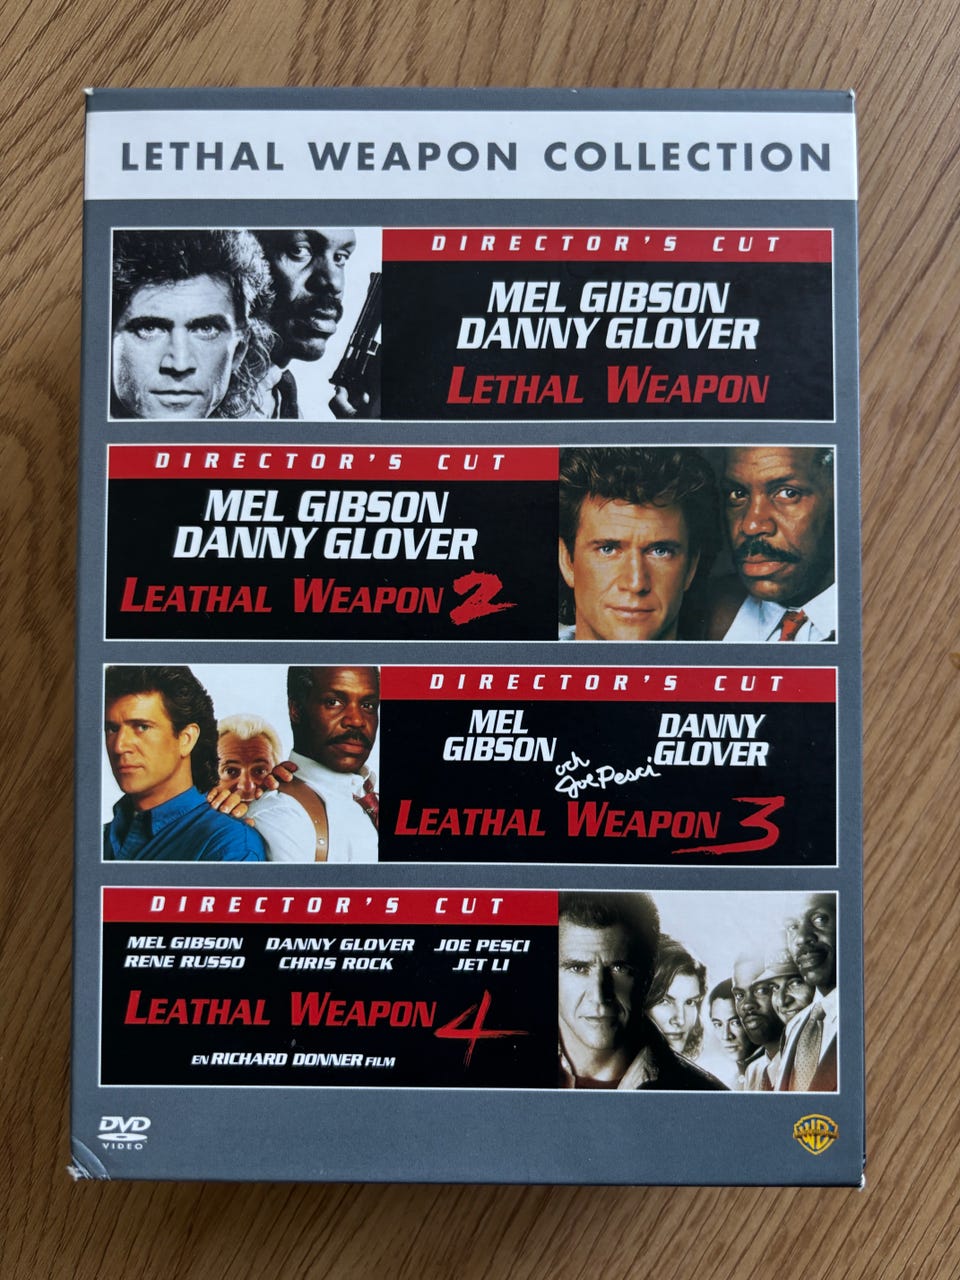 LETHAL WEAPON COLLECTION
DIRECTOR'S CUT
MEL GIBSON
DANNY GLOVER
LETHAL WEAPON
DIRECTOR'S CUT
MEL GIBSON
DANNY GLOVER
LEATHAL WEAPON 2
DIRECTOR'S CUT
MEL GIBSON
DANNY GLOVER
och
Joe Pesci
LEATHAL WEAPON 3
DIRECTOR'S CUT
MEL GIBSON DANNY GLOVER JOE PESCI
RENE RUSSO CHRIS ROCK JET LI
LEATHAL WEAPON 4
EN RICHARD DONNER FILM
DVD
VIDEO
WB